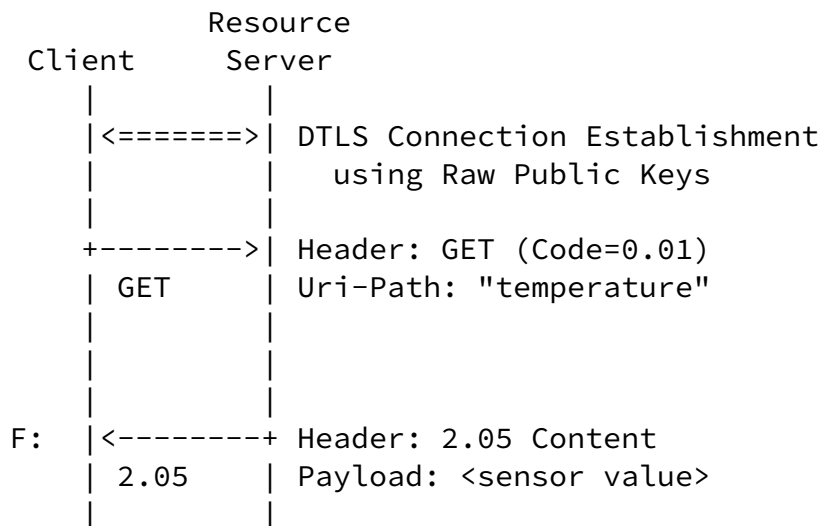 Resource
Client Server
| |
|<=======>| DTLS Connection Establishment
| | using Raw Public Keys
| |
+-------->| Header: GET (Code=0.01)
| GET | Uri-Path: "temperature"
| |
| |
| |
F: |<--------+ Header: 2.05 Content
| 2.05 | Payload: <sensor value>
| |